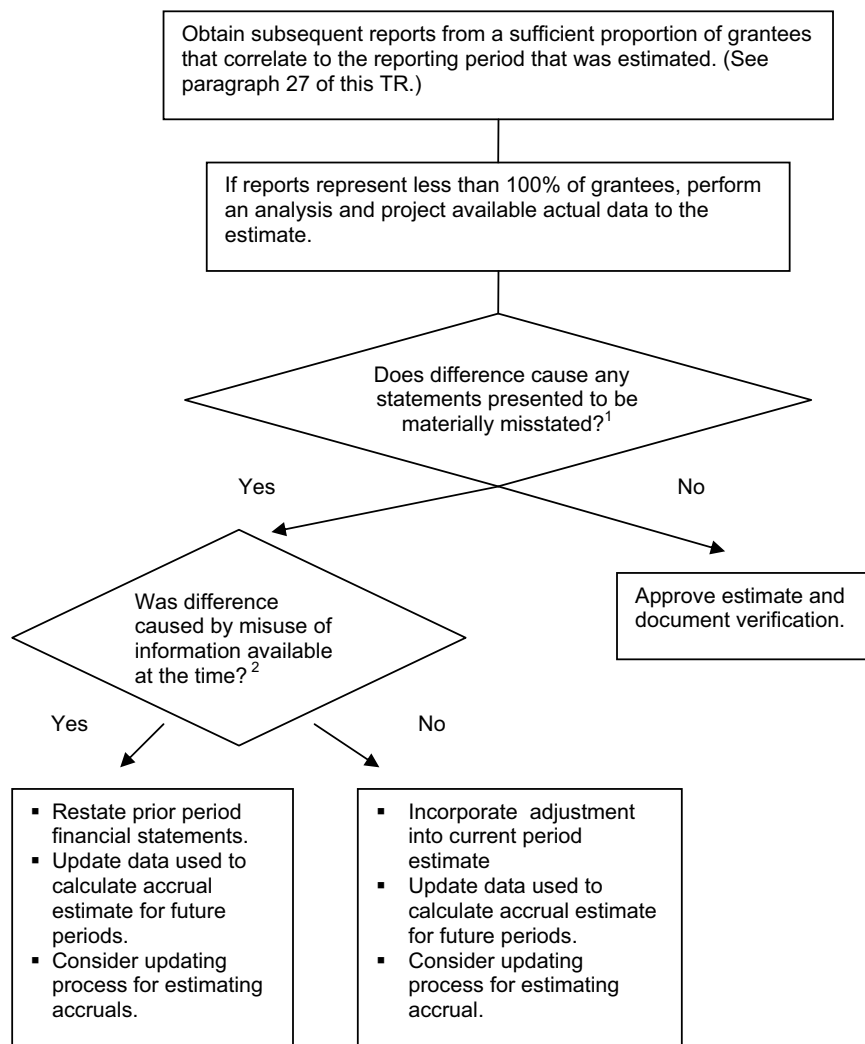 Obtain subsequent reports from a sufficient proportion of grantees
that correlate to the reporting period that was estimated. (See
paragraph 27 of this TR.)
If reports represent less than 100% of grantees, perform
an analysis and project available actual data to the
estimate.
Does difference cause any
statements presented to be
materially misstated?1
Yes
No
Was difference
caused by misuse of
information available
at the time? 2
Approve estimate and
document verification.
Yes
No
▪ Restate prior period
financial statements.
▪ Update data used to
calculate accrual
estimate for future
periods.
▪ Consider updating
process for estimating
accruals.
▪ Incorporate adjustment
into current period
estimate
▪ Update data used to
calculate accrual estimate
for future periods.
▪ Consider updating
process for estimating
accrual.